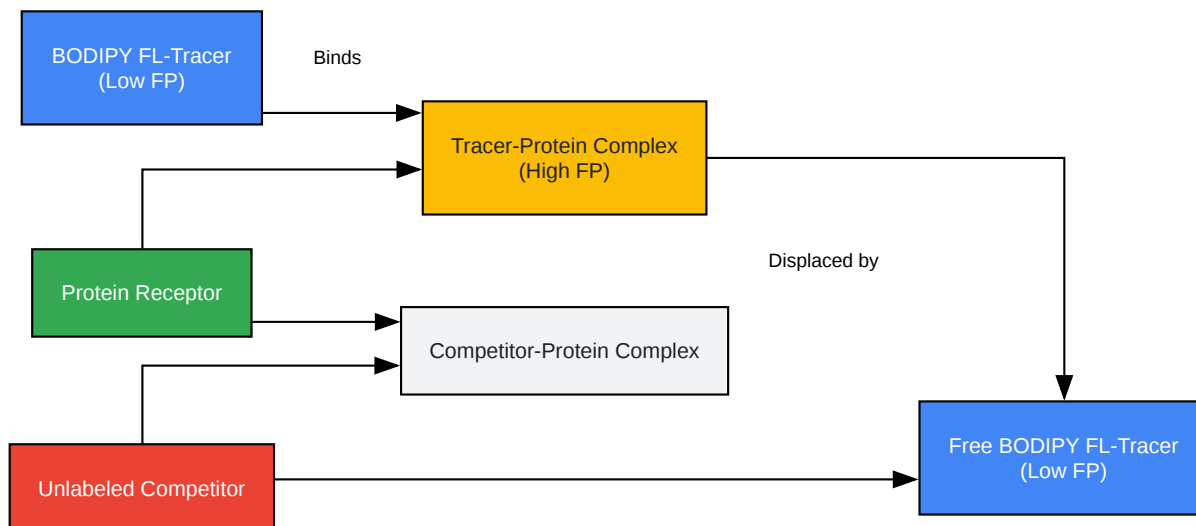 BODIPY FL-Tracer
(Low FP)
Binds
Tracer-Protein Complex
(High FP)
Protein Receptor
Displaced by
Competitor-Protein Complex
Unlabeled Competitor
Free BODIPY FL-Tracer
(Low FP)